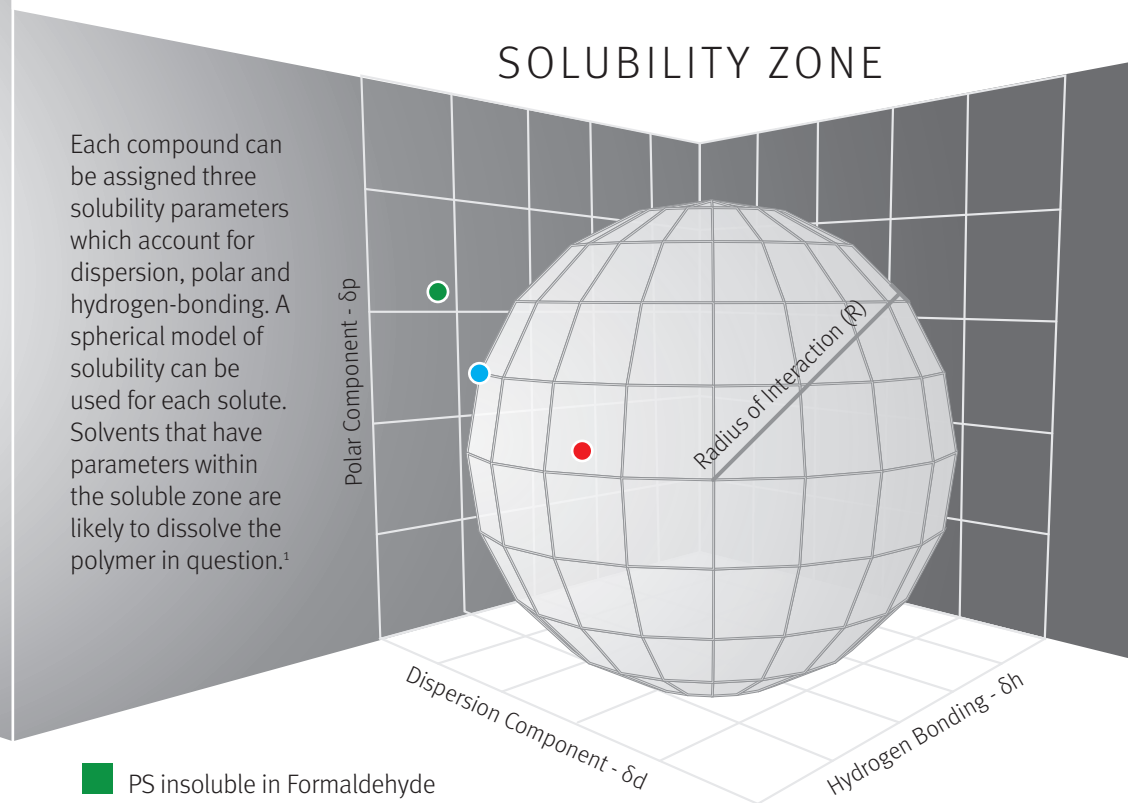 SOLUBILITY ZONE
Each compound can
be assigned three
solubility parameters
which account for
dispersion, polar and
hydrogen-bonding. A
spherical model of
solubility can be
used for each solute.
Solvents that have
parameters within
the soluble zone are
likely to dissolve the
polymer in question.¹
Polar Component - δp
Radius of Interaction (R)
Dispersion Component - δd
Hydrogen Bonding - δh
PS insoluble in Formaldehyde